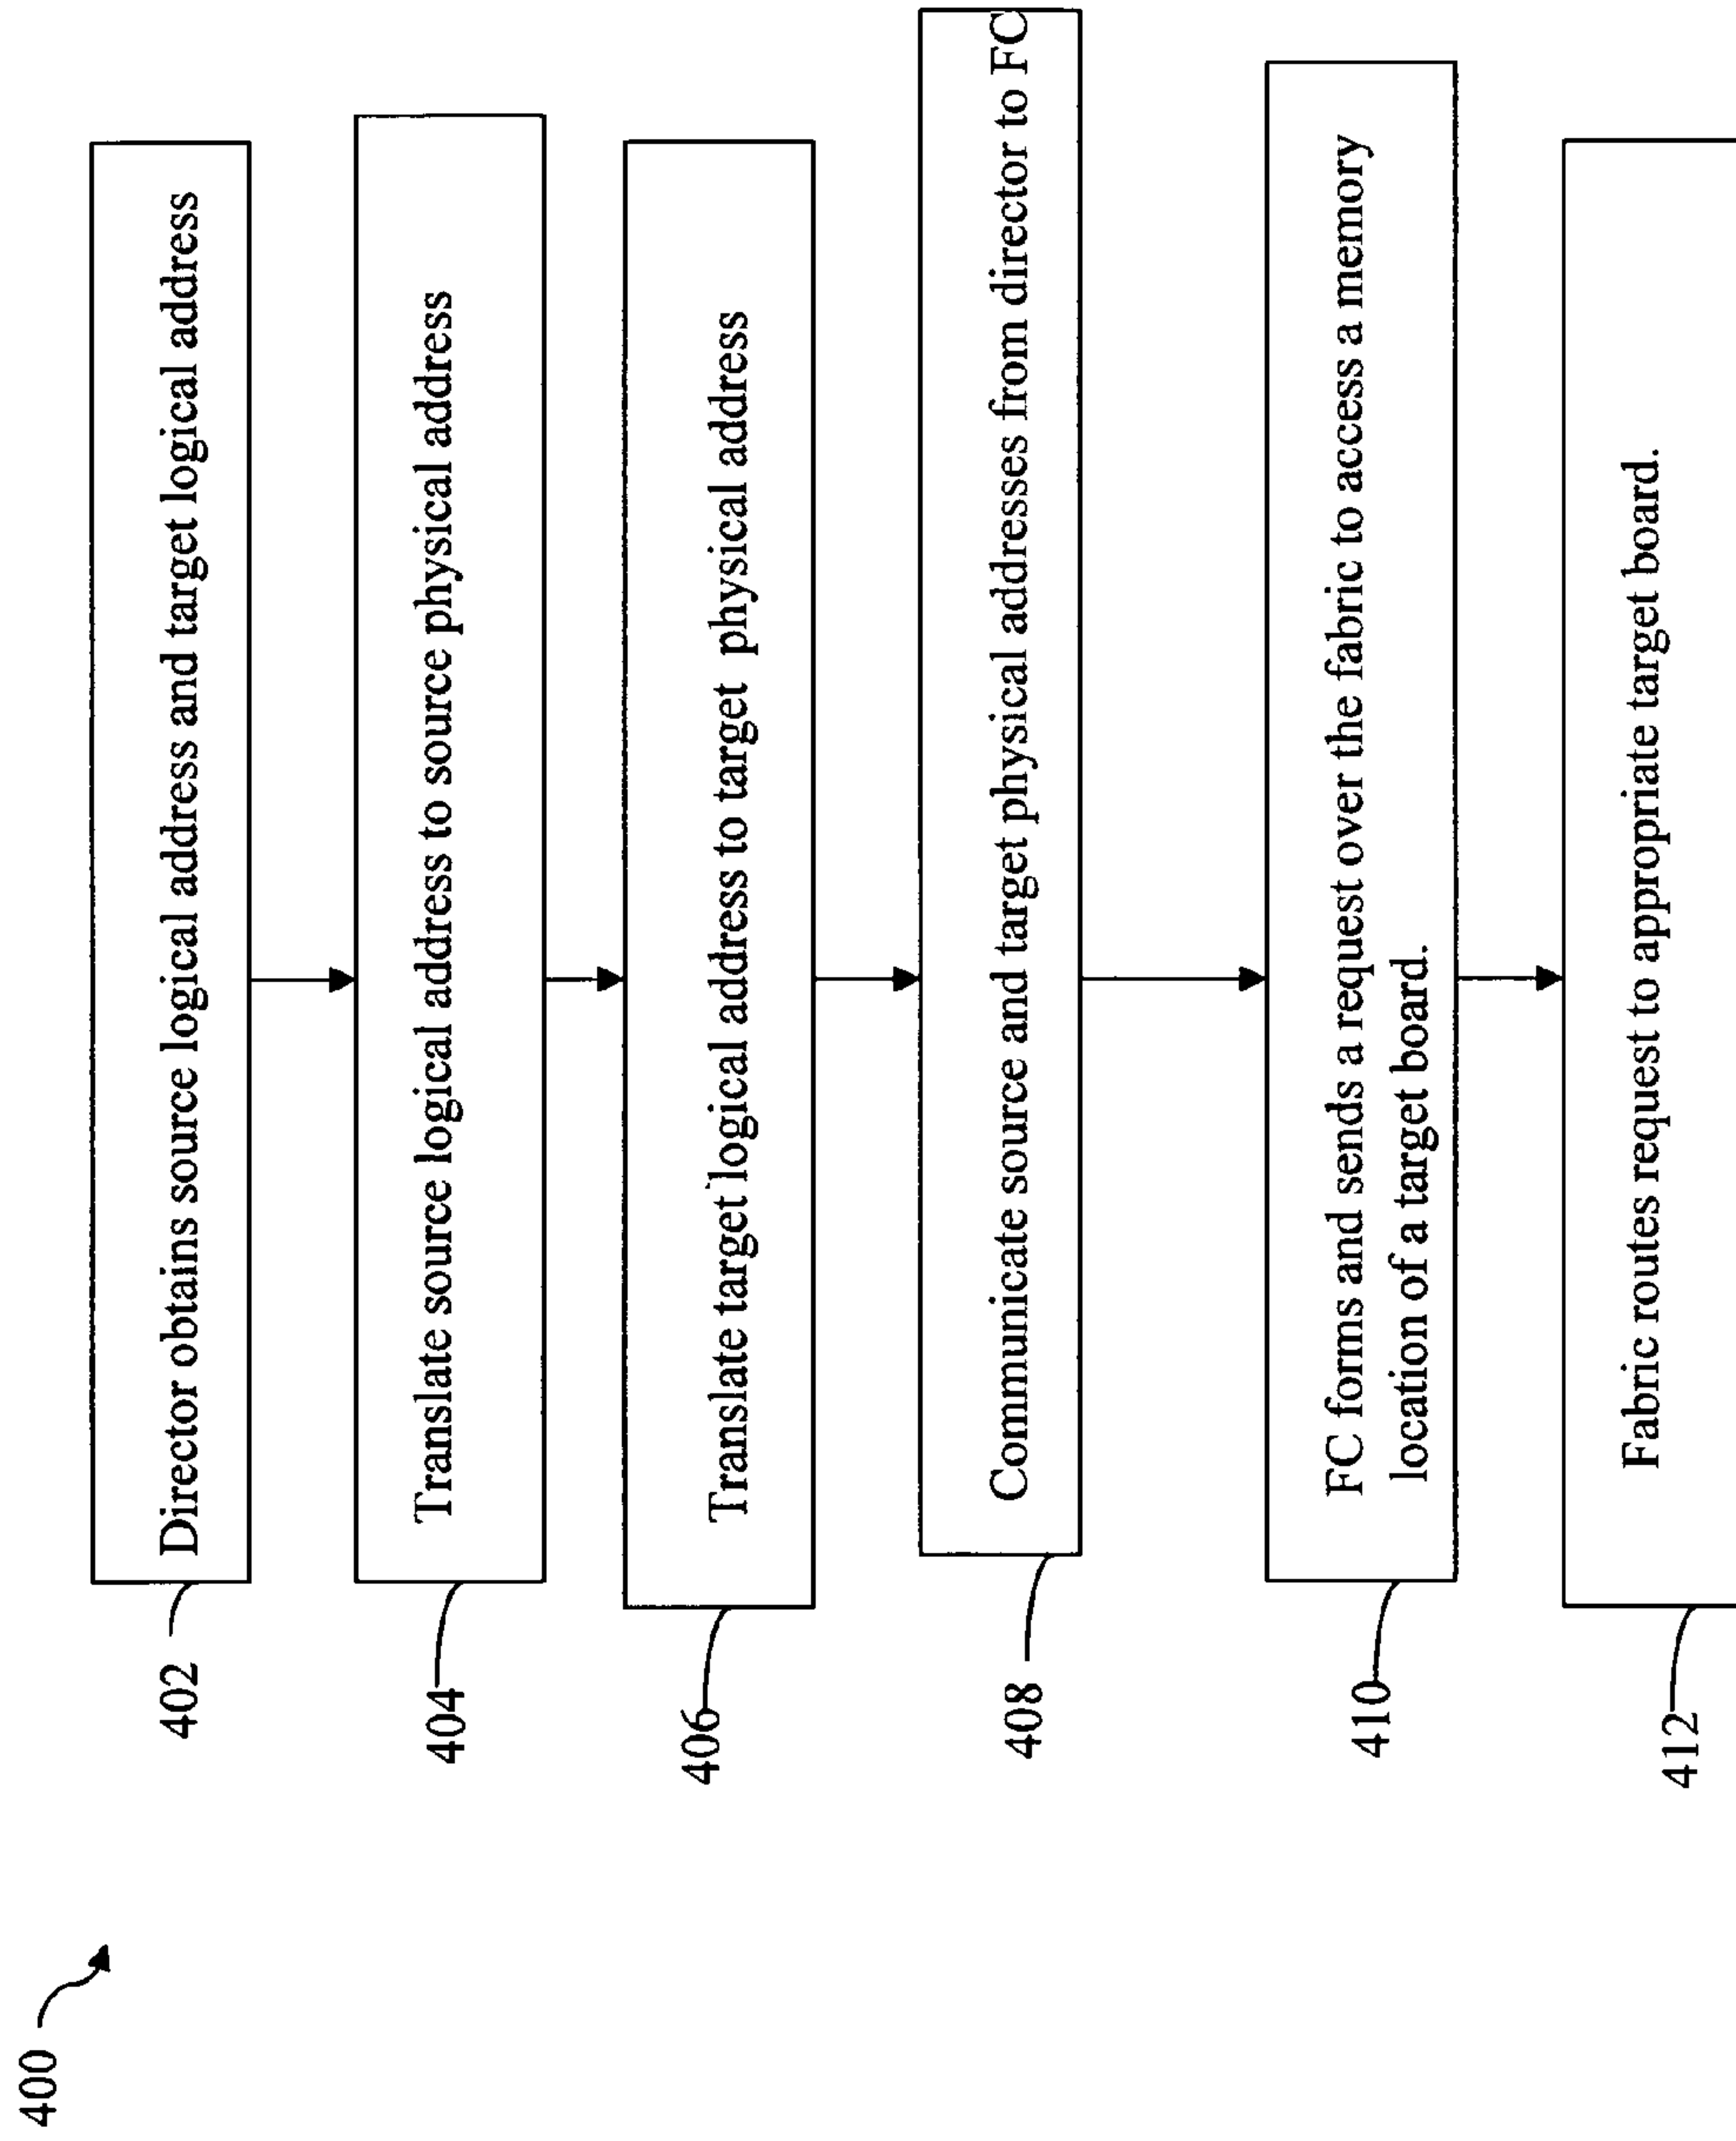 400
402
Director obtains source logical address and target logical address
404
Translate source logical address to source physical address
406
Translate target logical address to target physical address
408
Communicate source and target physical addresses from director to FC
410
FC forms and sends a request over the fabric to access a memory
location of a target board.
412
Fabric routes request to appropriate target board.